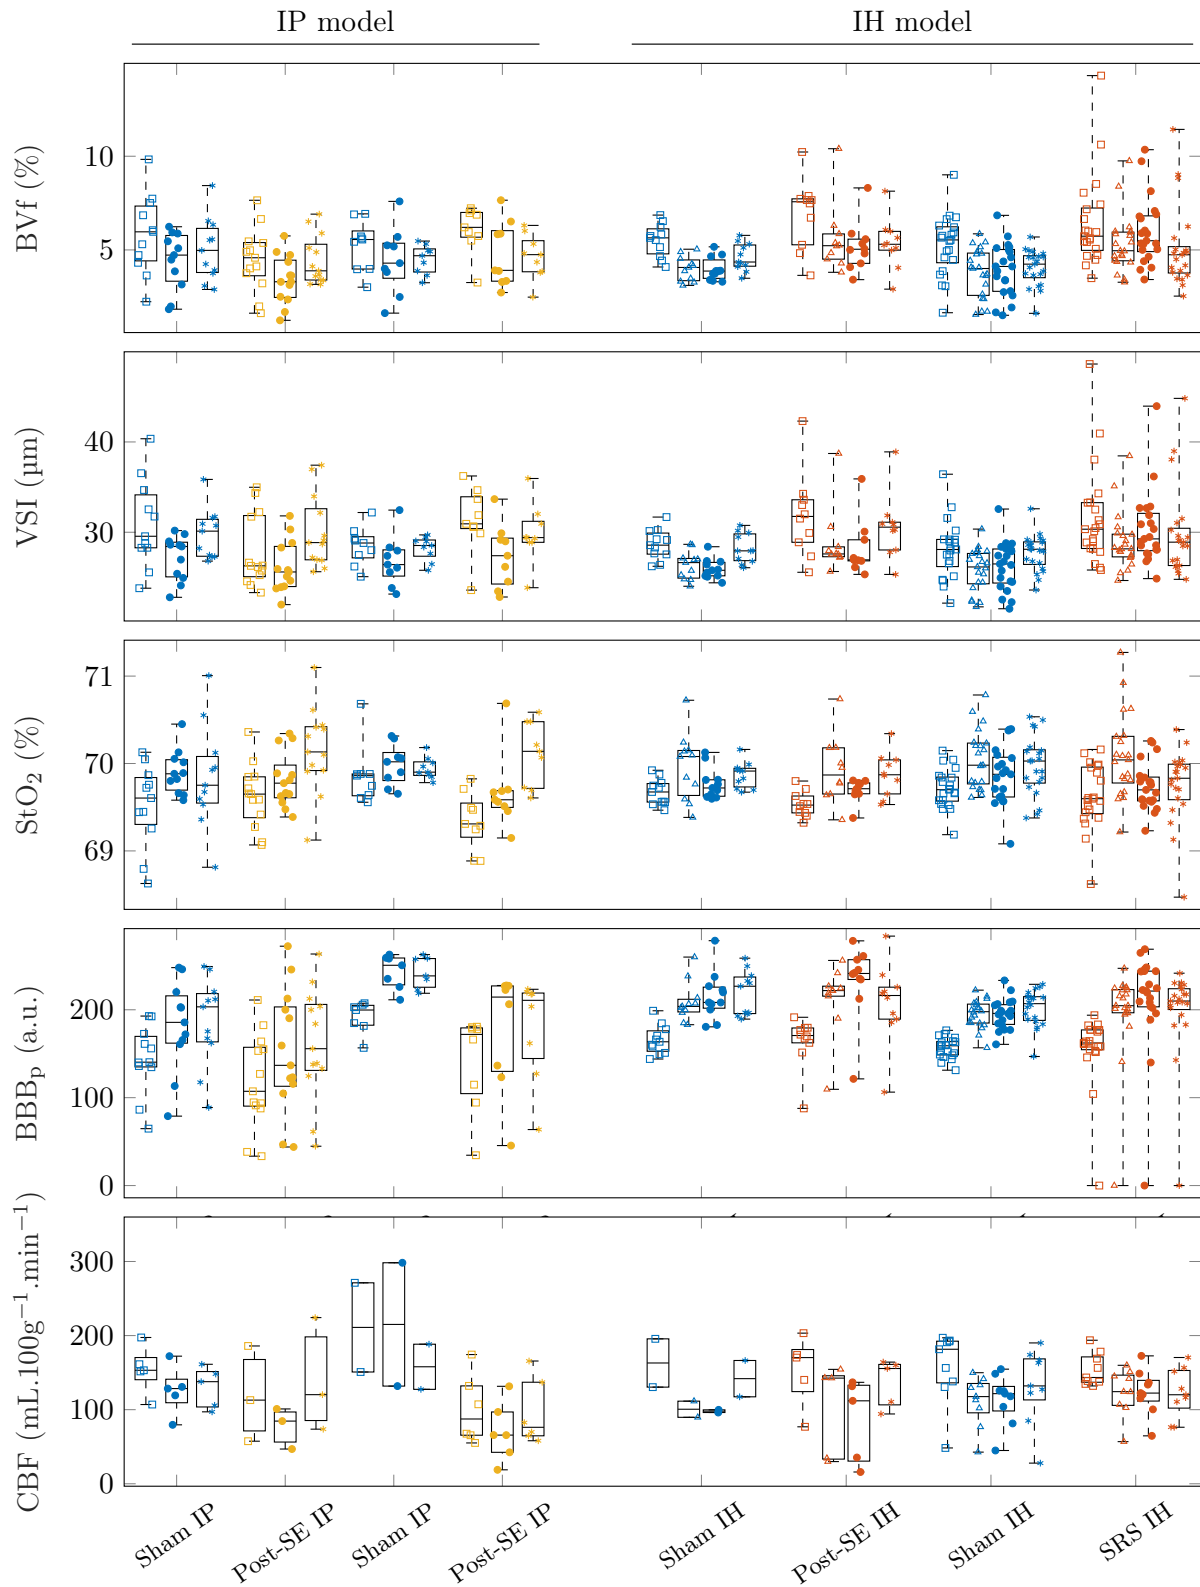 IP model IH model
BVf (%)
10
5
VSI (µm)
40
30
StO₂ (%)
71
70
69
BBBₚ (a.u.)
200
100
0
CBF (mL.100g⁻¹.min⁻¹)
300
200
100
0
Sham IP Post-SE IP Sham IP Post-SE IP Sham IH Post-SE IH Sham IH SRS IH